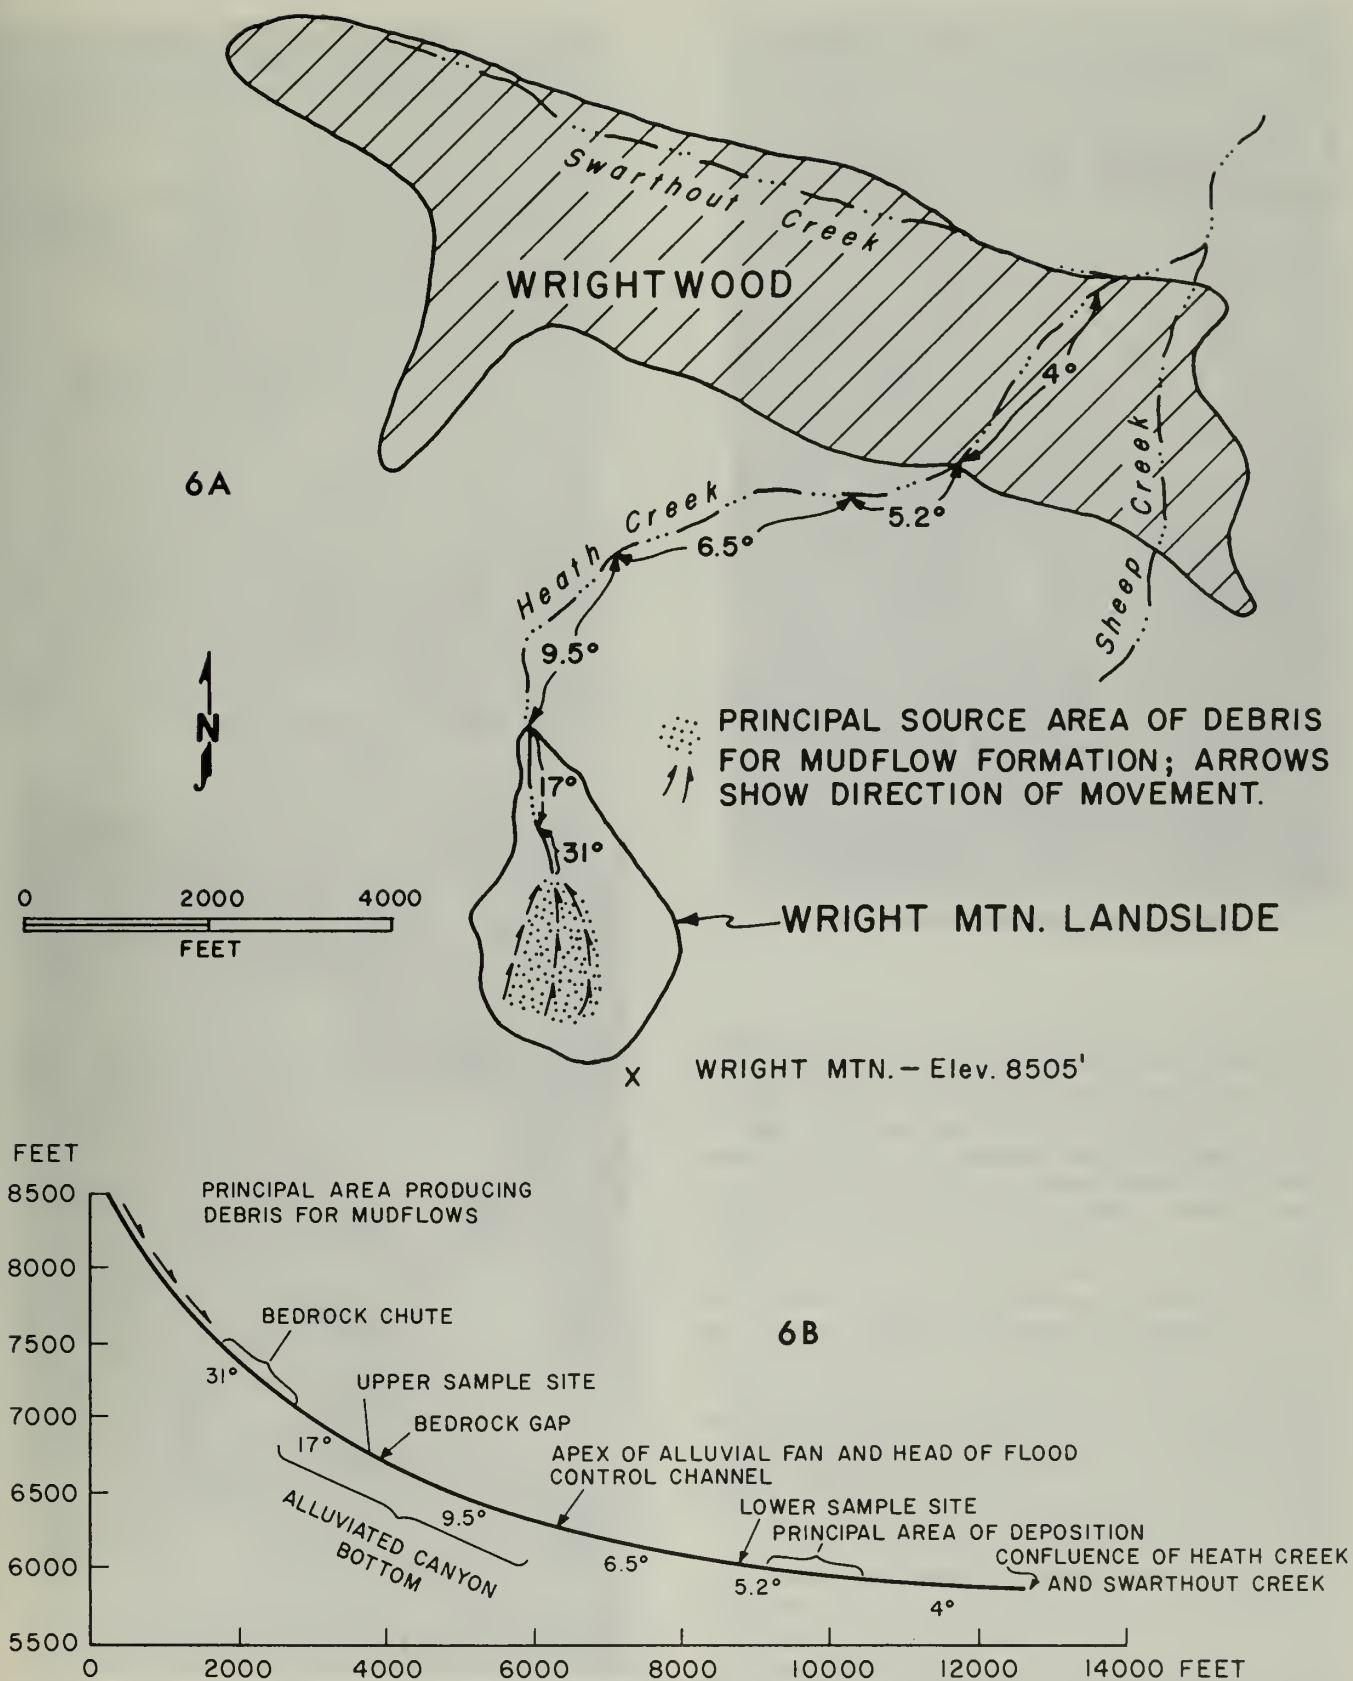 Swarthout Creek
WRIGHTWOOD
4°
6A
Heath Creek
5.2°
6.5°
Sheep Creek
9.5°
N
PRINCIPAL SOURCE AREA OF DEBRIS
FOR MUDFLOW FORMATION; ARROWS
SHOW DIRECTION OF MOVEMENT.
17°
31°
0 2000 4000
FEET
WRIGHT MTN. LANDSLIDE
X WRIGHT MTN. — Elev. 8505'
FEET
8500
8000
7500
7000
6500
6000
5500
PRINCIPAL AREA PRODUCING
DEBRIS FOR MUDFLOWS
BEDROCK CHUTE
6B
31°
UPPER SAMPLE SITE
BEDROCK GAP
17°
APEX OF ALLUVIAL FAN AND HEAD OF FLOOD
CONTROL CHANNEL
ALLUVIATED CANYON
BOTTOM
9.5°
LOWER SAMPLE SITE
PRINCIPAL AREA OF DEPOSITION
6.5°
CONFLUENCE OF HEATH CREEK
AND SWARTHOUT CREEK
5.2°
4°
0 2000 4000 6000 8000 10000 12000 14000 FEET